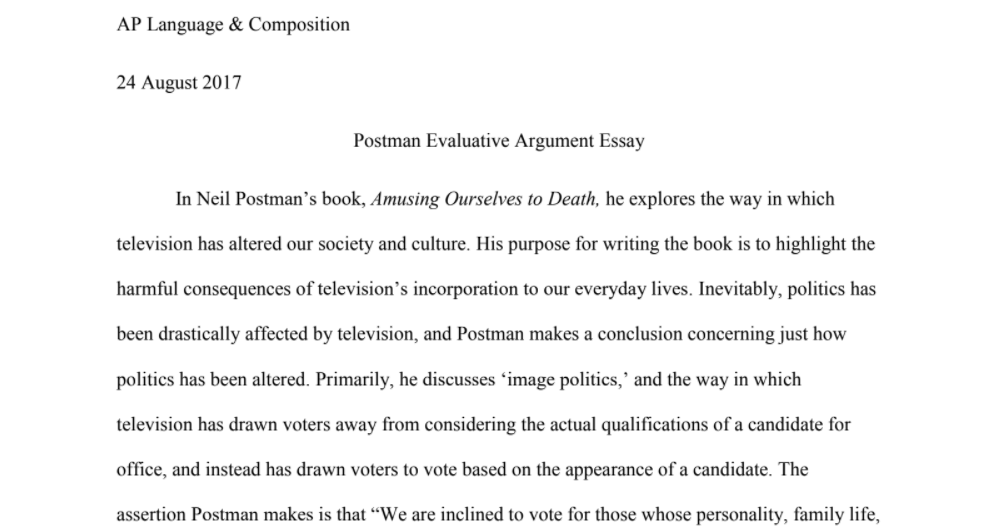 AP Language & Composition
24 August 2017
Postman Evaluative Argument Essay
In Neil Postman’s book, Amusing Ourselves to Death, he explores the way in which
television has altered our society and culture. His purpose for writing the book is to highlight the
harmful consequences of television’s incorporation to our everyday lives. Inevitably, politics has
been drastically affected by television, and Postman makes a conclusion concerning just how
politics has been altered. Primarily, he discusses ‘image politics,’ and the way in which
television has drawn voters away from considering the actual qualifications of a candidate for
office, and instead has drawn voters to vote based on the appearance of a candidate. The
assertion Postman makes is that “We are inclined to vote for those whose personality, family life,